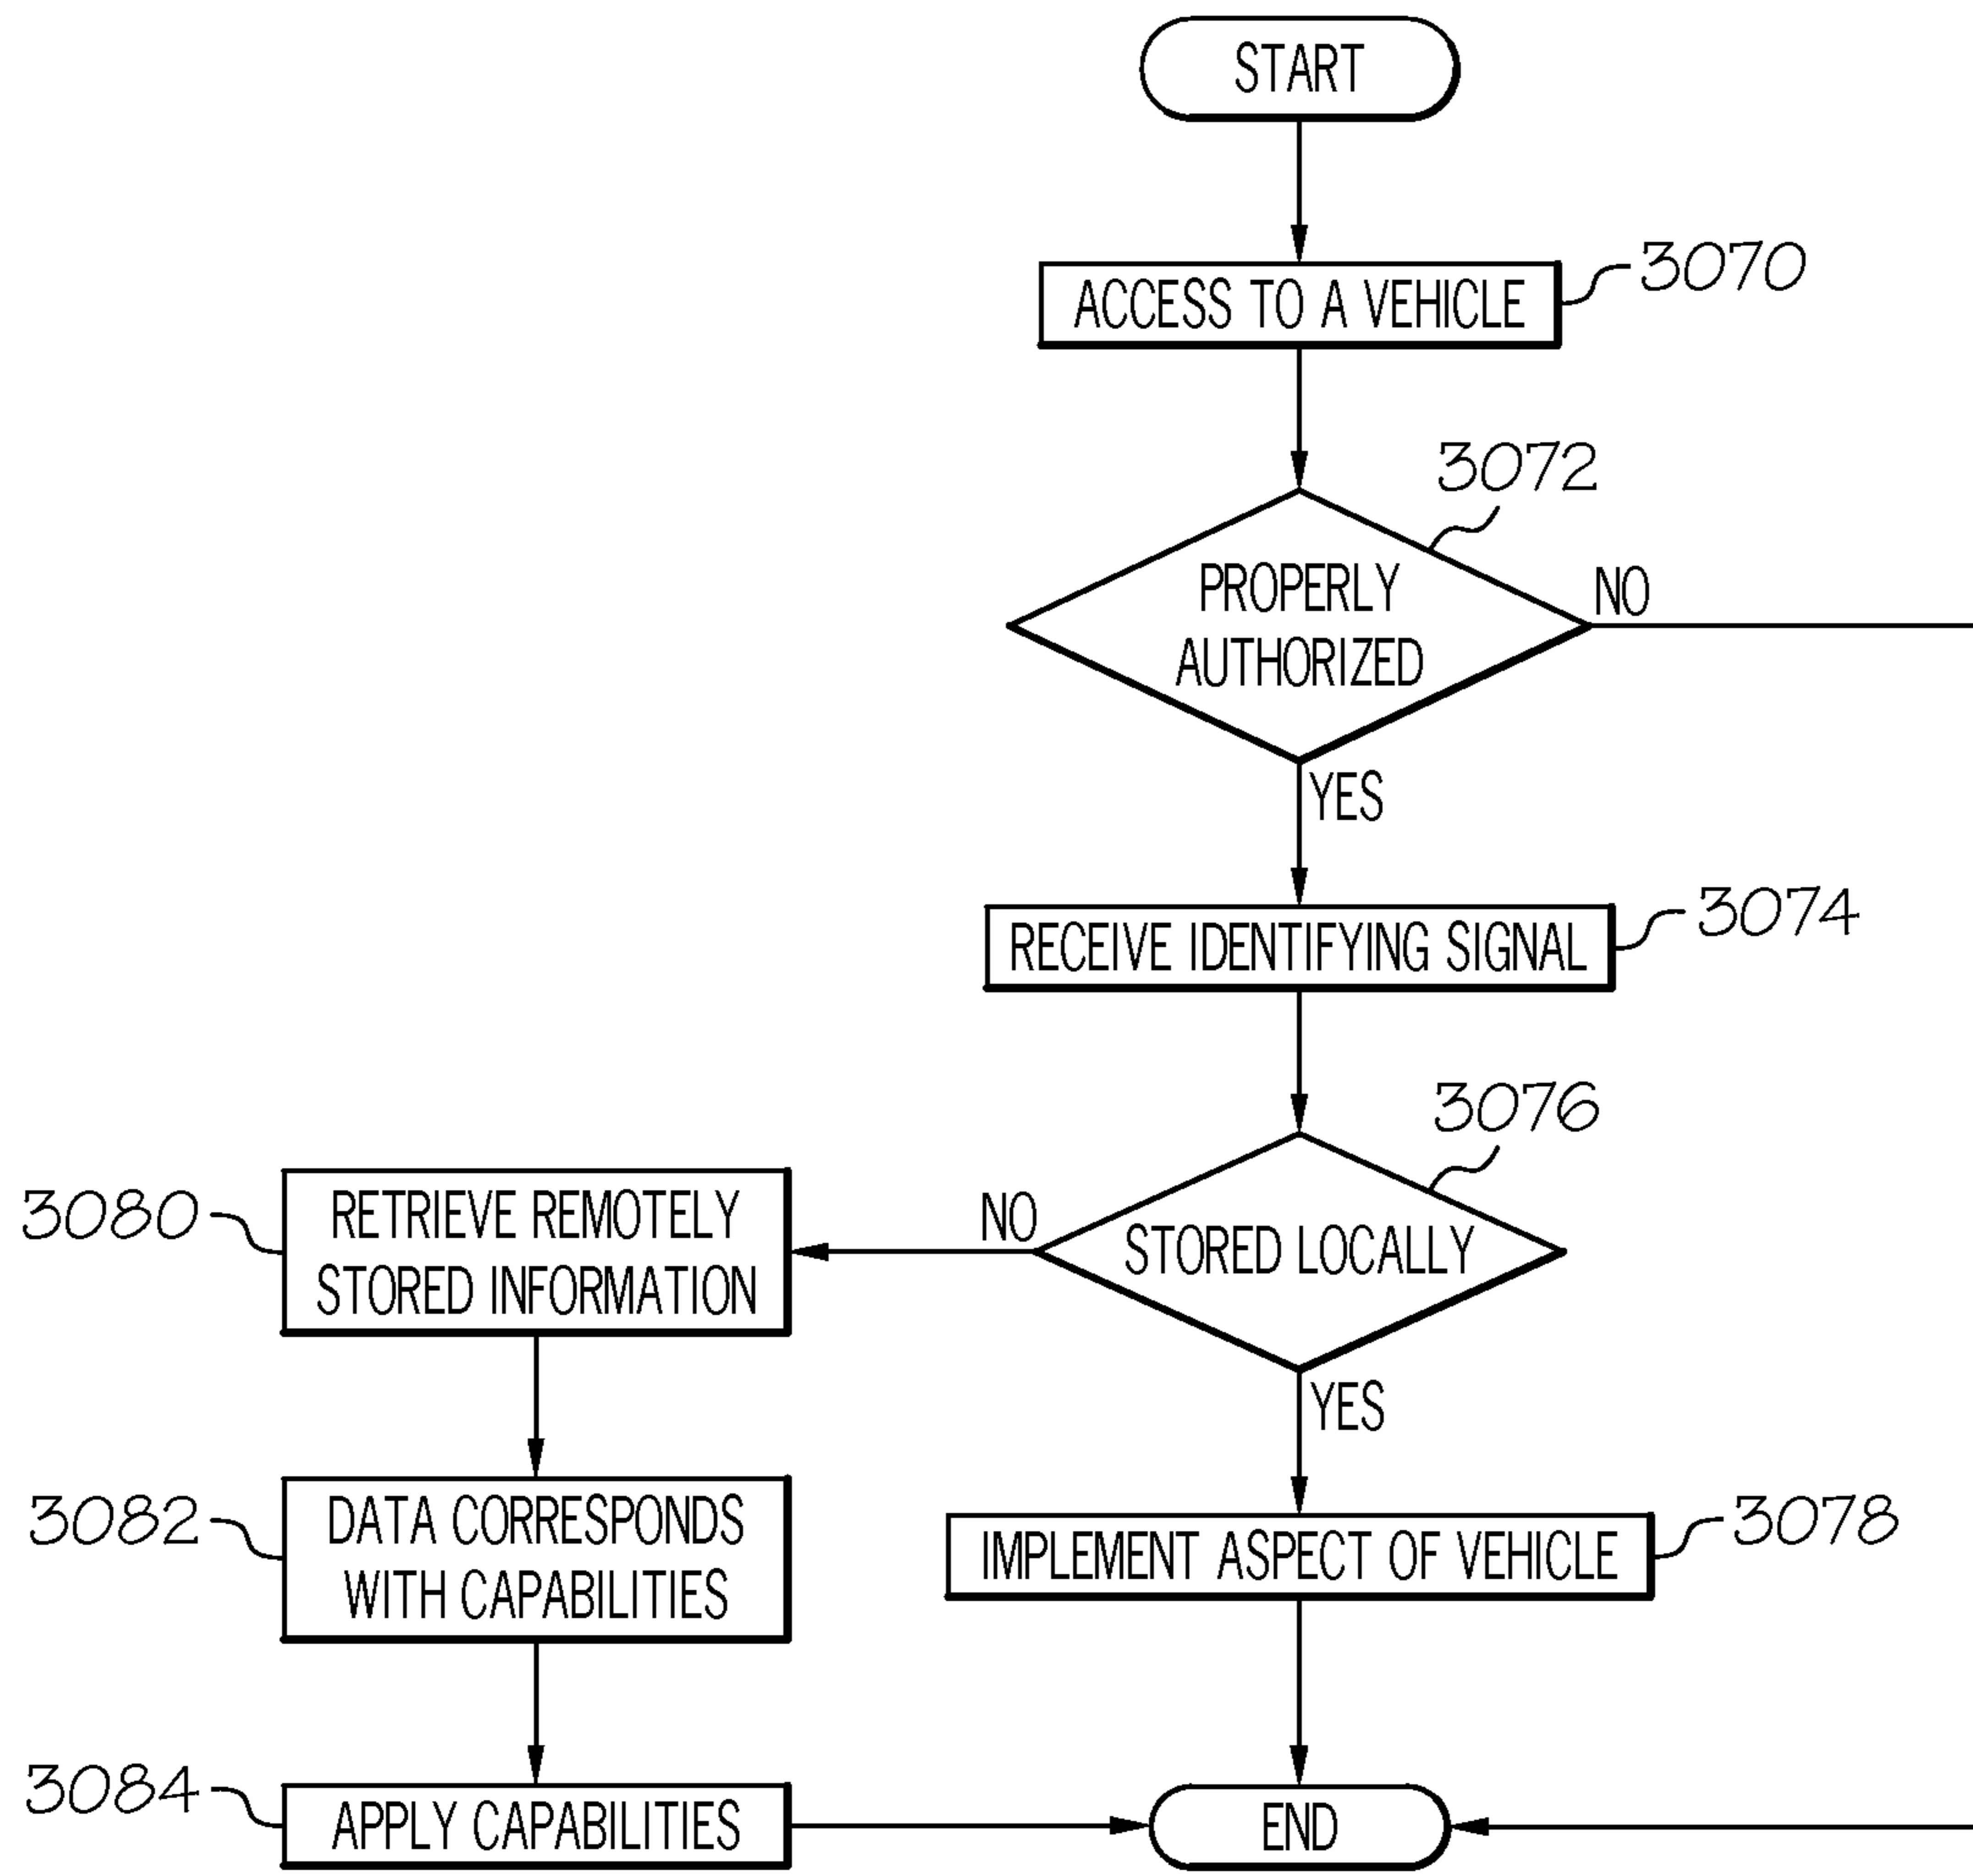 START
ACCESS TO A VEHICLE
3070
3072
PROPERLY
AUTHORIZED
NO
YES
RECEIVE IDENTIFYING SIGNAL
3074
3076
STORED LOCALLY
NO
YES
3080
RETRIEVE REMOTELY
STORED INFORMATION
3082
DATA CORRESPONDS
WITH CAPABILITIES
IMPLEMENT ASPECT OF VEHICLE
3078
3084
APPLY CAPABILITIES
END